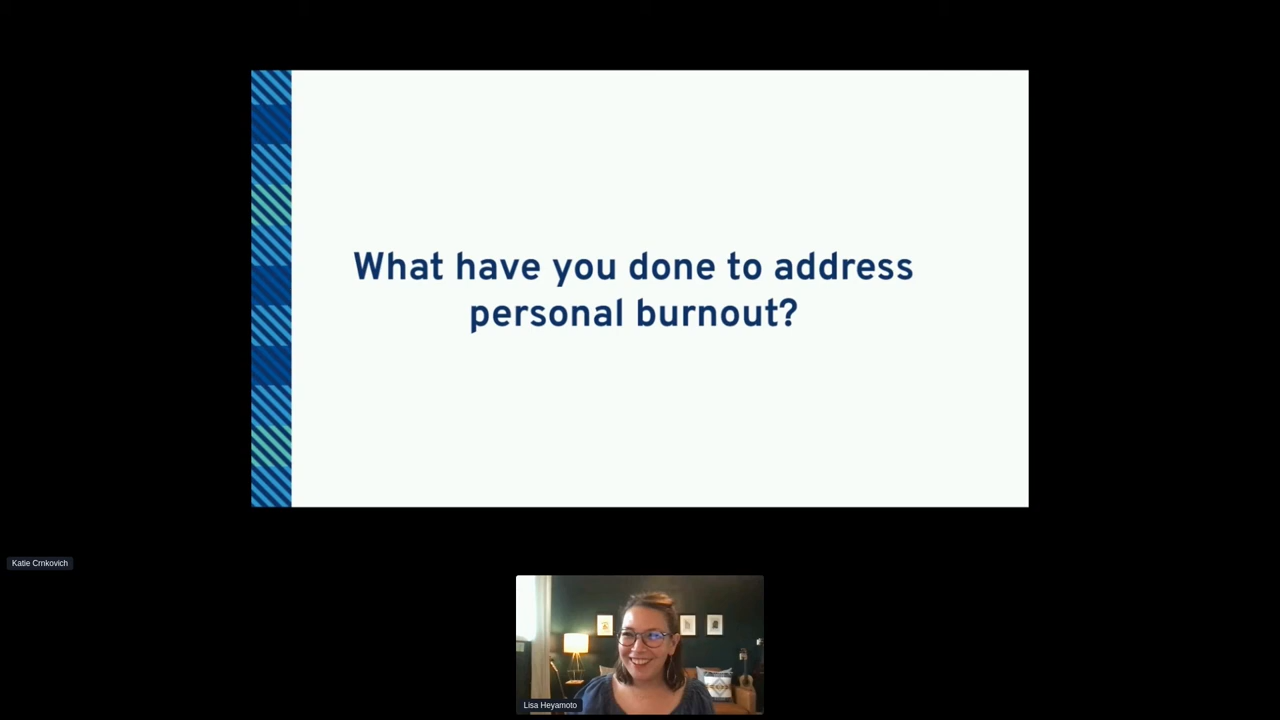 What have you done to address
personal burnout?
Katie Crnkovich
Lisa Heyamoto